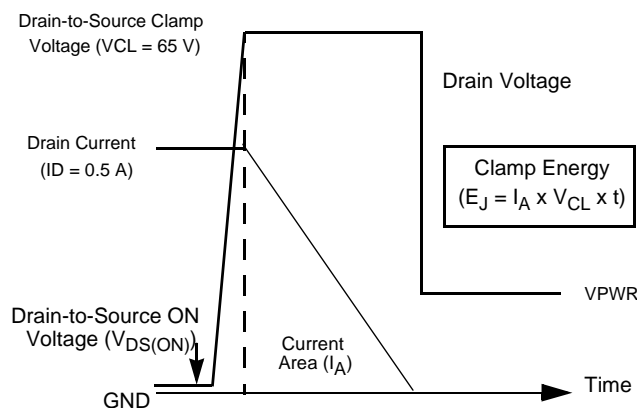 Drain-to-Source Clamp
Voltage (VCL = 65 V)
Drain Voltage
Drain Current
(ID = 0.5 A)
Clamp Energy
(EJ = IA x VCL x t)
VPWR
Drain-to-Source ON
Voltage (VDS(ON))
Current
Area (IA)
GND
Time